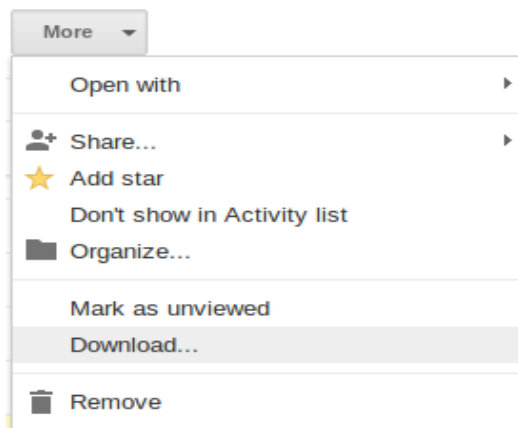 More
Open with
Share...
Add star
Don't show in Activity list
Organize...
Mark as unviewed
Download...
Remove